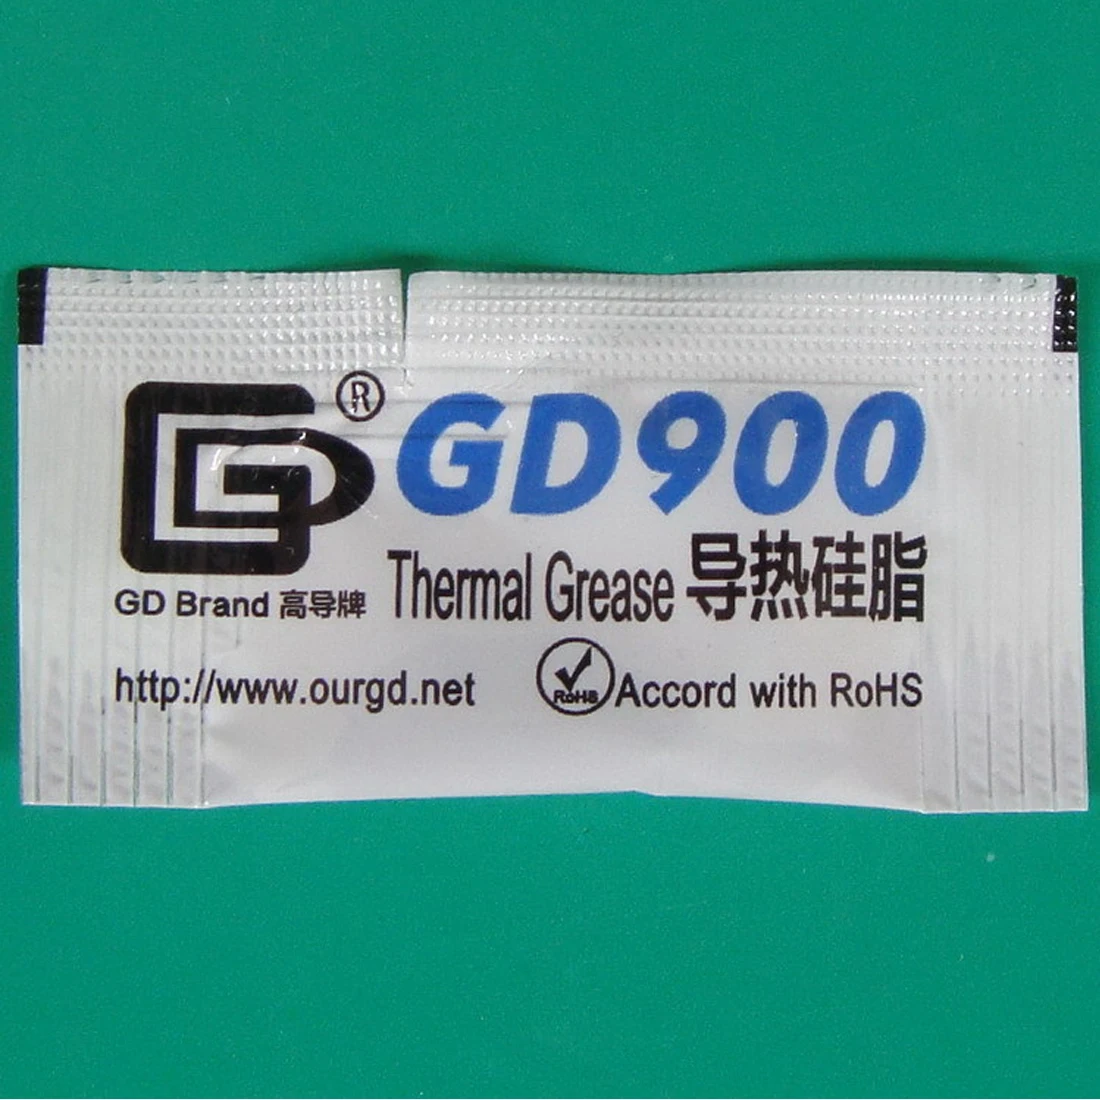 GD ® GD900
GD Brand 高导牌 Thermal Grease 导热硅脂
http://www.ourgd.net RoHS Accord with RoHS